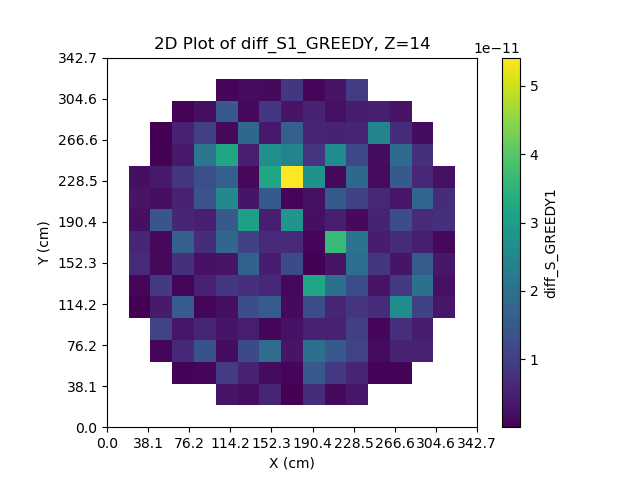 2D Plot of diff_S1_GREEDY, Z=14
1e−11
342.7
304.6
266.6
228.5
190.4
152.3
114.2
76.2
38.1
0.0
Y (cm)
0.0 38.1 76.2 114.2 152.3 190.4 228.5 266.6 304.6 342.7
X (cm)
5
4
3
2
1
diff_S_GREEDY1